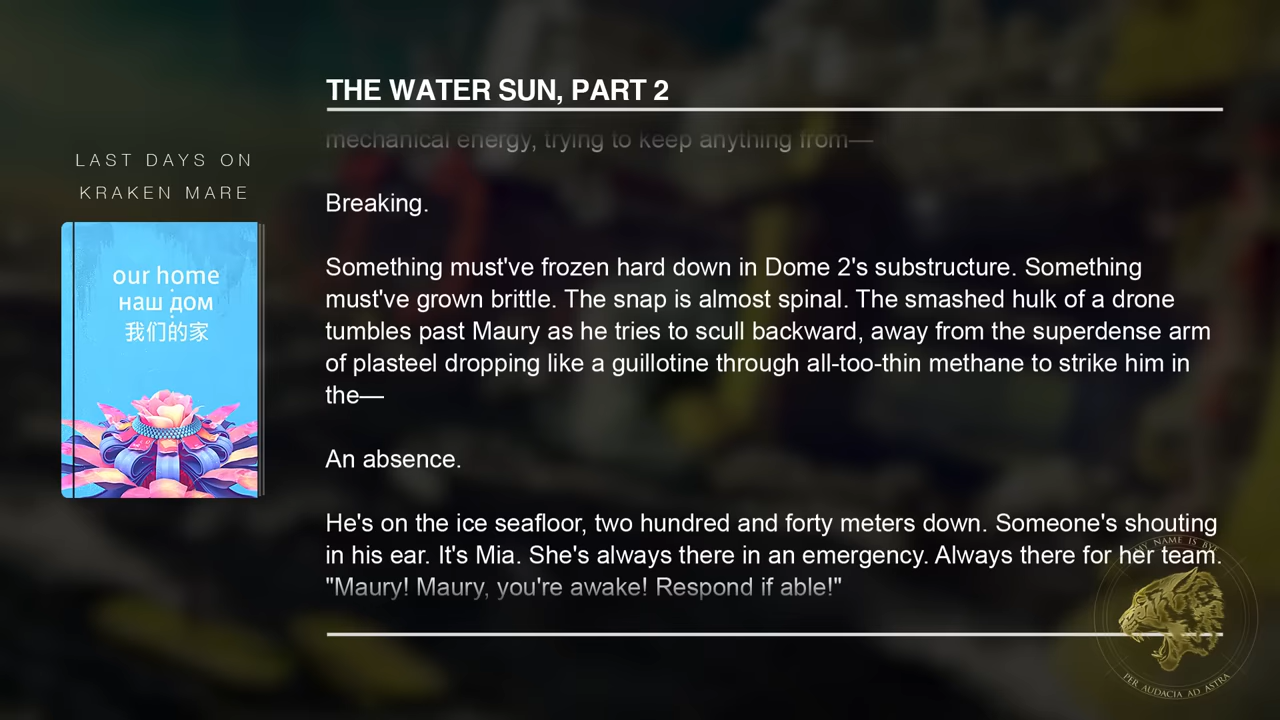 THE WATER SUN, PART 2
mechanical energy, trying to keep anything from—
LAST DAYS ON
KRAKEN MARE
our home
наш дом
我们的家
Breaking.
Something must've frozen hard down in Dome 2's substructure. Something
must've grown brittle. The snap is almost spinal. The smashed hulk of a drone
tumbles past Maury as he tries to scull backward, away from the superdense arm
of plasteel dropping like a guillotine through all-too-thin methane to strike him in
the—
An absence.
He's on the ice seafloor, two hundred and forty meters down. Someone's shouting
in his ear. It's Mia. She's always there in an emergency. Always there for her team.
"Maury! Maury, you're awake! Respond if able!"
MY NAME IS BYF
PER AUDACIA AD ASTRA